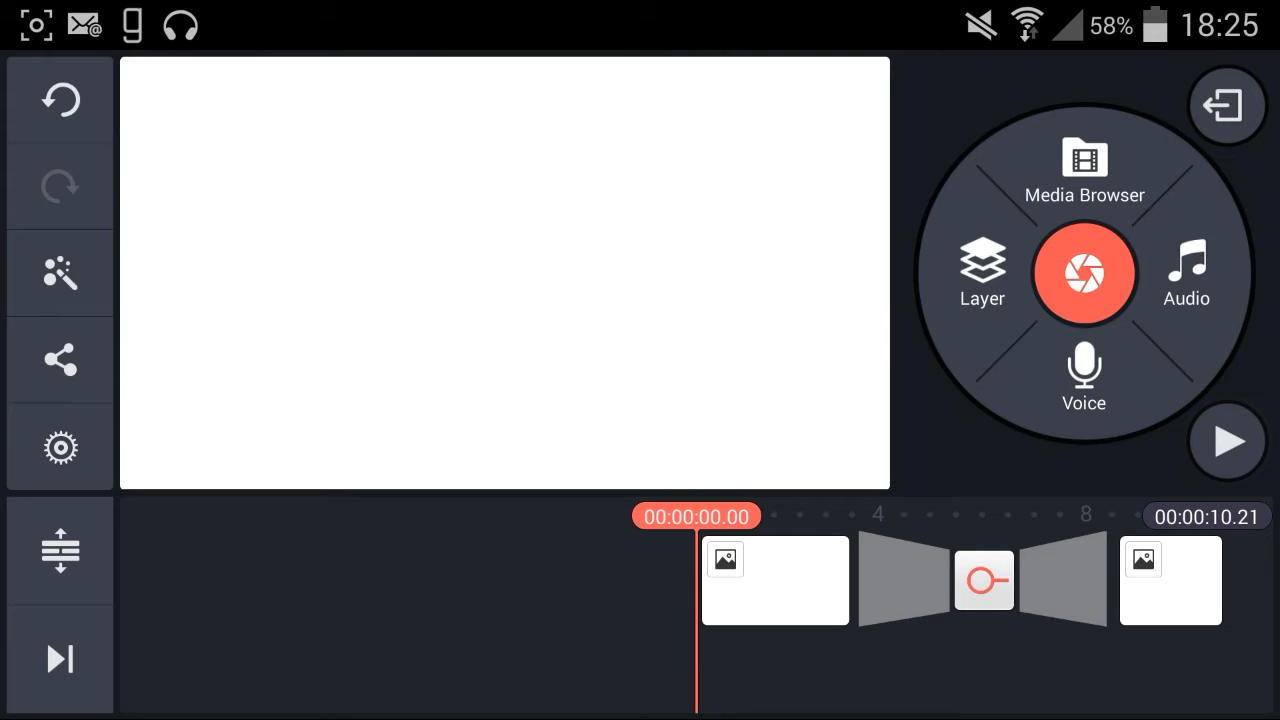 58% 18:25
Media Browser
Layer
Audio
Voice
00:00:00.00 4 8 00:00:10.21